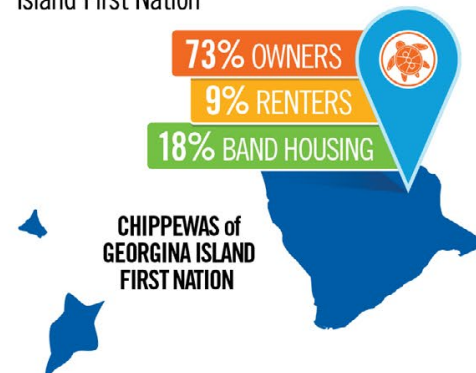 Island First Nation
73% OWNERS
9% RENTERS
18% BAND HOUSING
CHIPPEWAS of
GEORGINA ISLAND
FIRST NATION